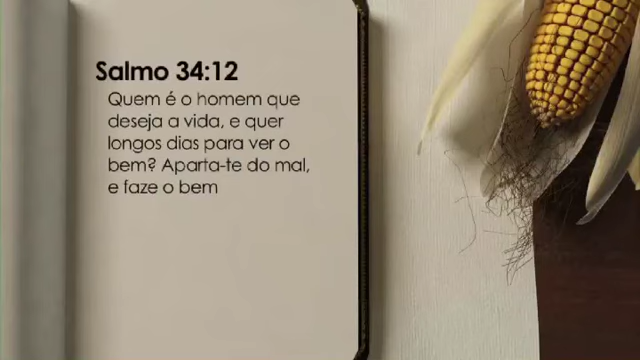 Salmo 34:12
Quem é o homem que
deseja a vida, e quer
longos dias para ver o
bem? Aparta-te do mal,
e faze o bem